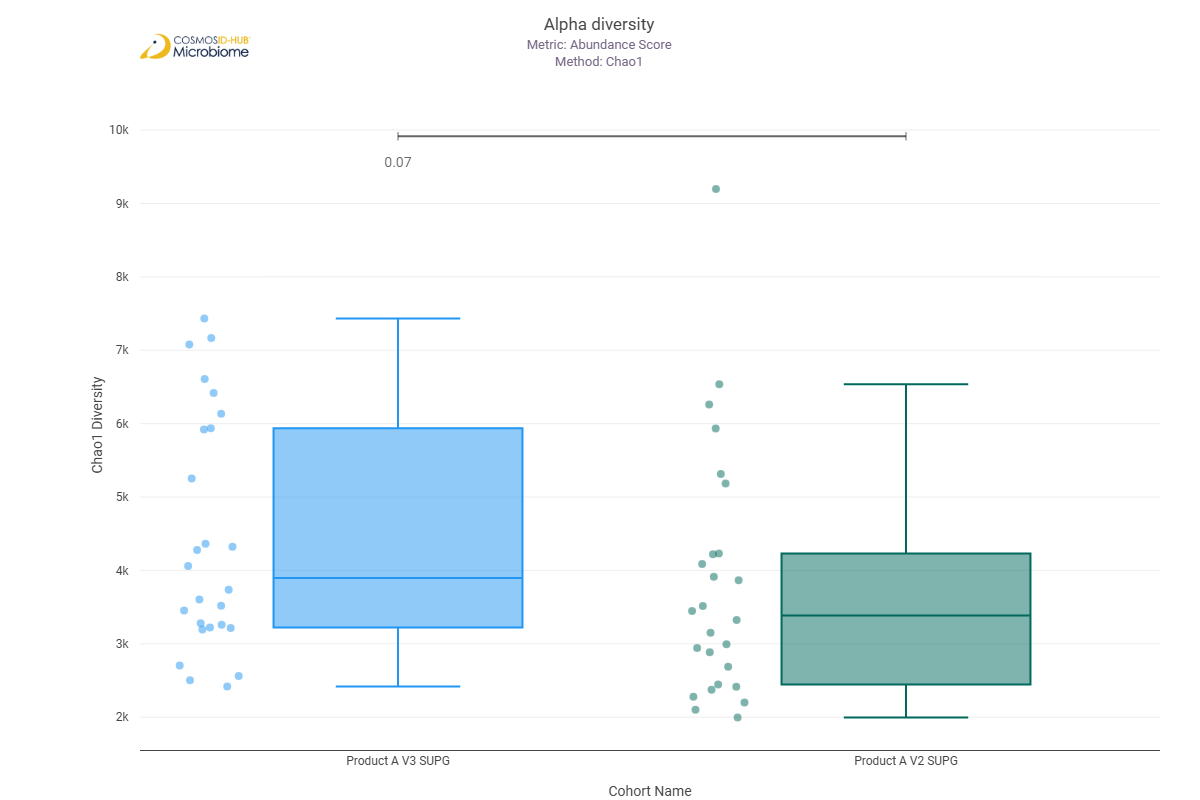 COSMOSID-HUB
Microbiome
Alpha diversity
Metric: Abundance Score
Method: Chao1
10k
0.07
9k
8k
7k
6k
5k
4k
3k
2k
Chao1 Diversity
Product A V3 SUPG
Product A V2 SUPG
Cohort Name